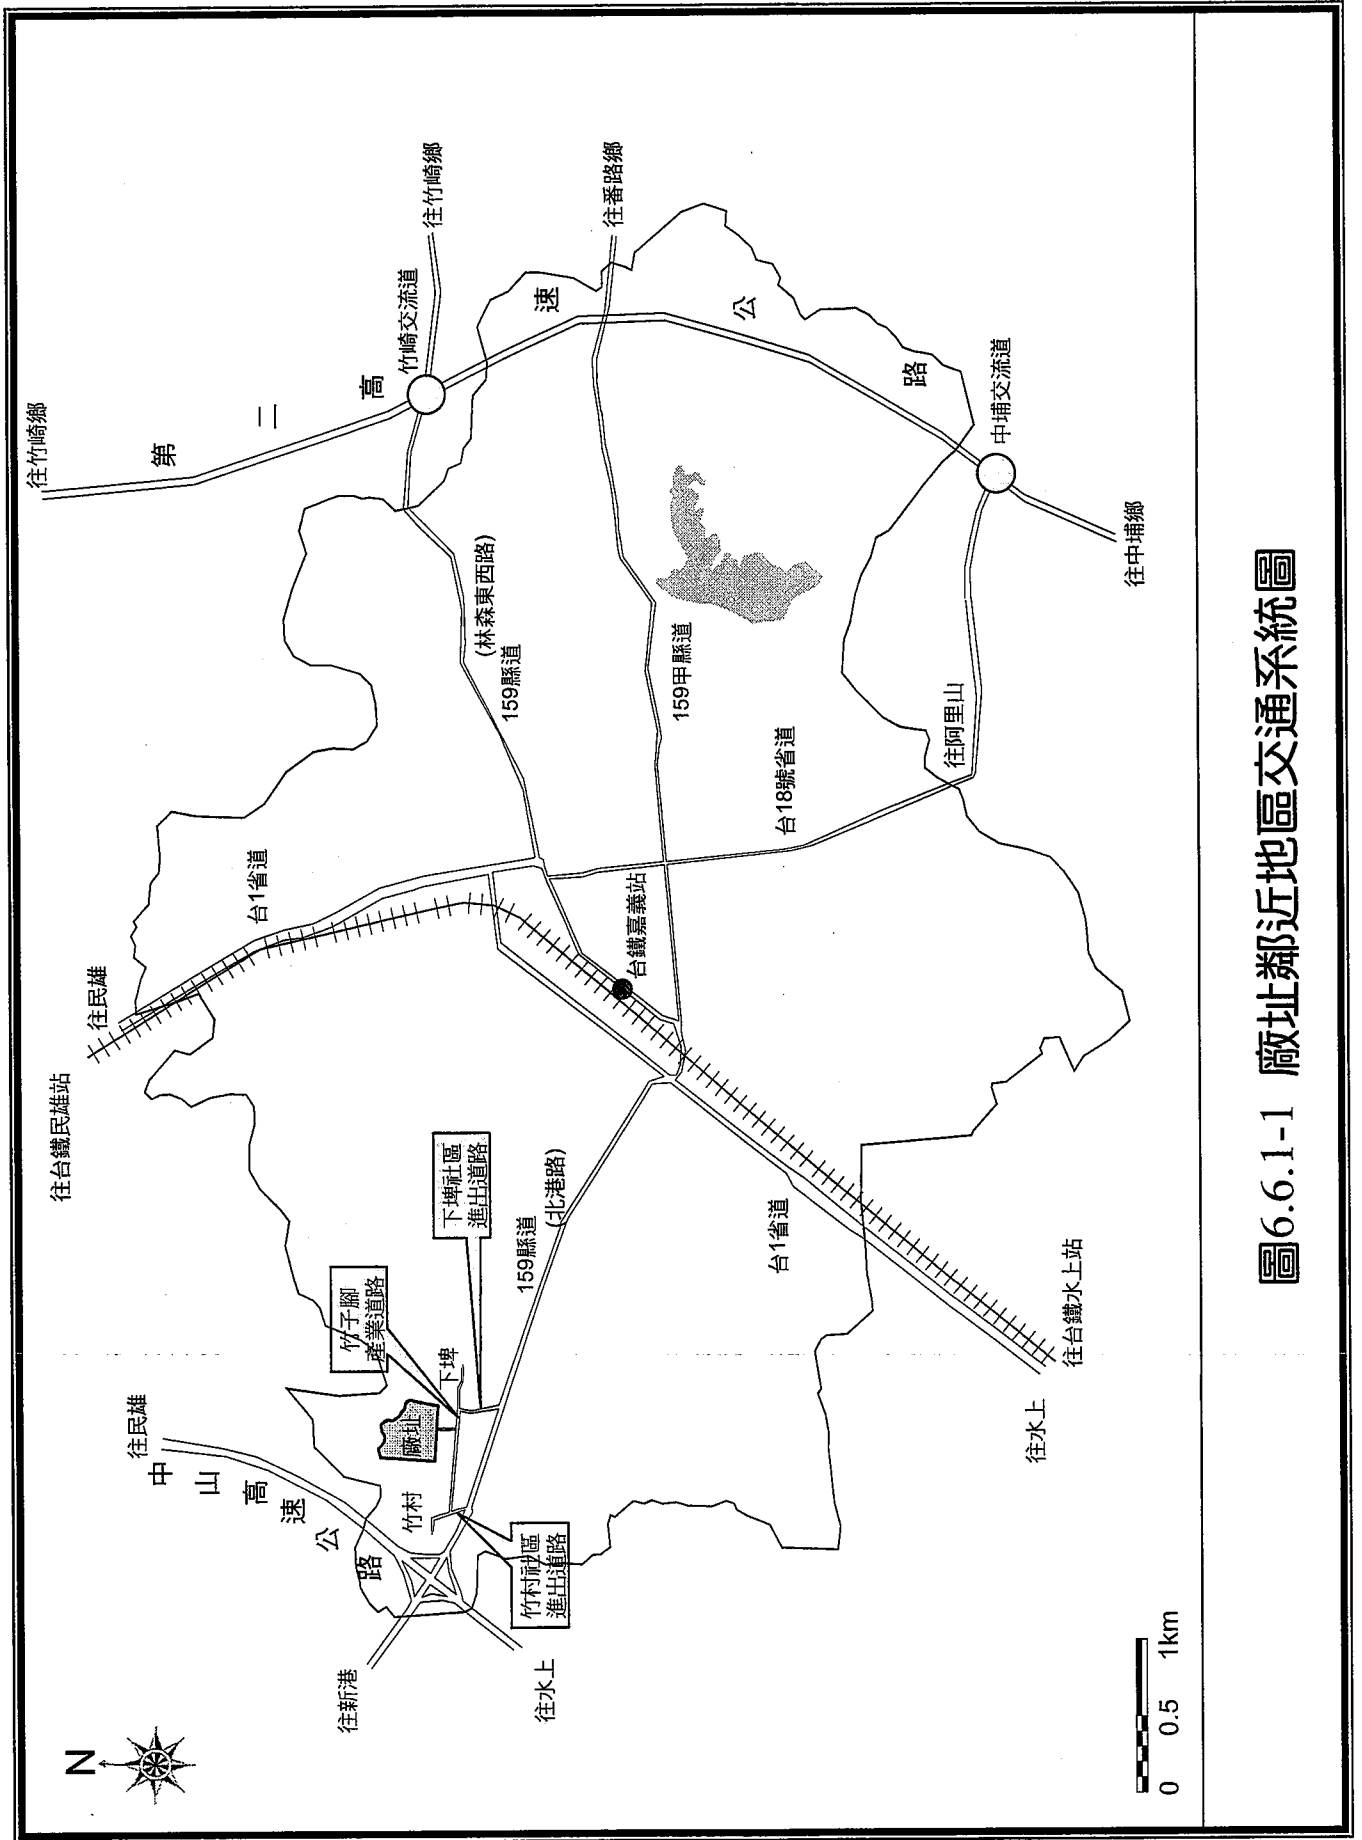 N
往新港
往水上
往民雄
中山高速公路
竹村
廠址
下埤
竹子腳
產業道路
下埤社區
進出道路
竹村社區
進出道路
159縣道
(北港路)
往台鐵民雄站
往民雄
台1省道
台鐵嘉義站
台1省道
往水上
往台鐵水上站
159縣道
(林森東西路)
159甲縣道
台18號省道
往阿里山
往竹崎鄉
第二高速公路
竹崎交流道
往竹崎鄉
往番路鄉
中埔交流道
往中埔鄉
0 0.5 1km
圖6.6.1-1 廠址鄰近地區交通系統圖